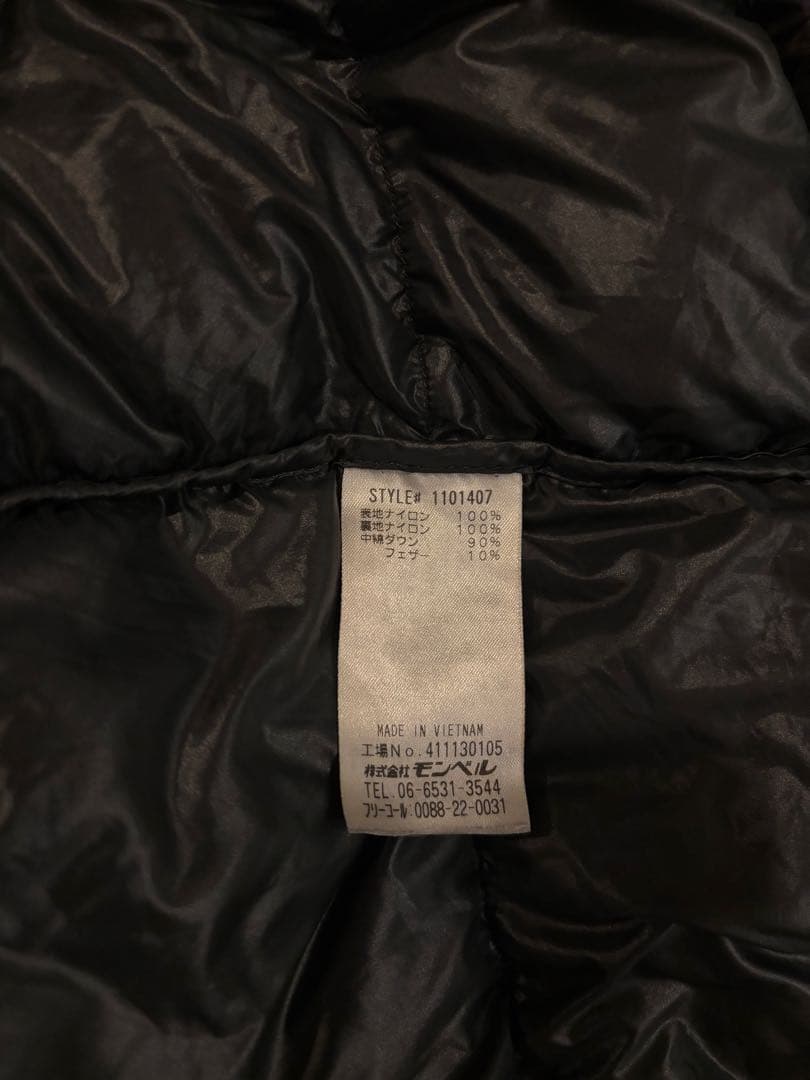 STYLE# 1101407
表地ナイロン 100%
裏地ナイロン 100%
中綿ダウン 90%
フェザー 10%
MADE IN VIETNAM
工場No.411130105
株式会社モンベル
TEL.06-6531-3544
フリーコール:0088-22-0031